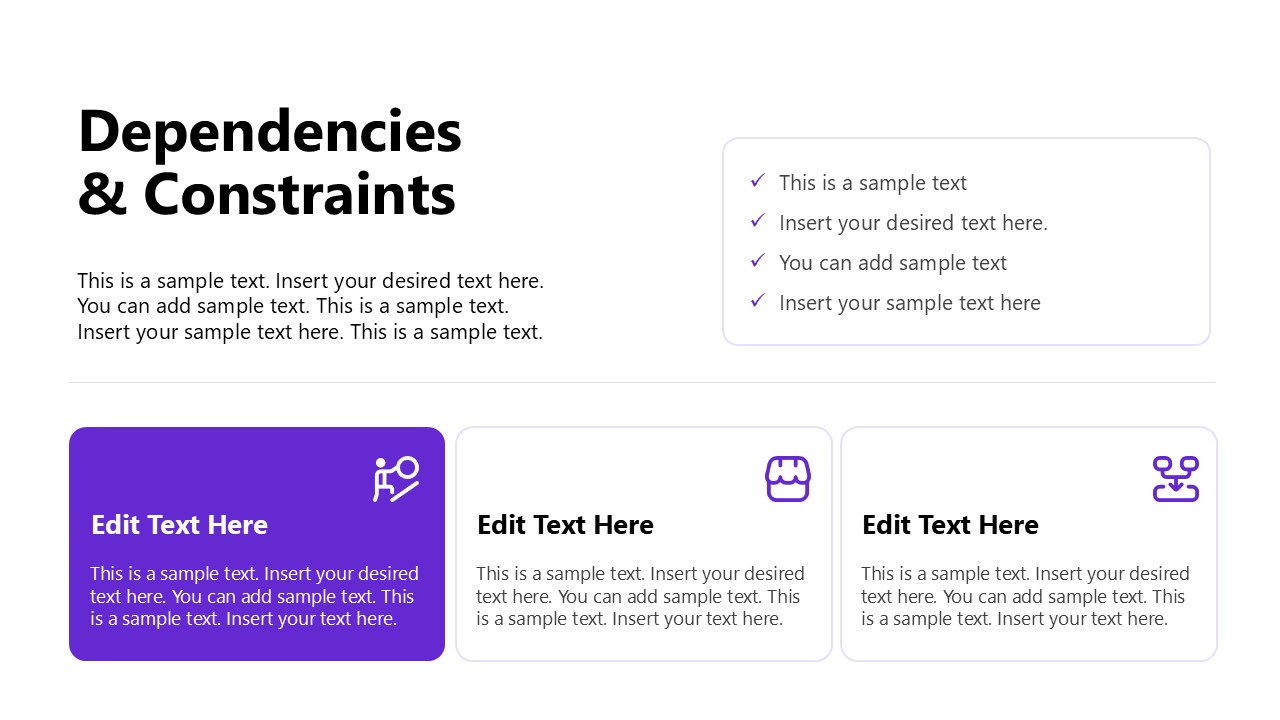 Dependencies
& Constraints
This is a sample text. Insert your desired text here.
You can add sample text. This is a sample text.
Insert your sample text here. This is a sample text.
✓ This is a sample text
✓ Insert your desired text here.
✓ You can add sample text
✓ Insert your sample text here
Edit Text Here
This is a sample text. Insert your desired
text here. You can add sample text. This
is a sample text. Insert your text here.
Edit Text Here
This is a sample text. Insert your desired
text here. You can add sample text. This
is a sample text. Insert your text here.
Edit Text Here
This is a sample text. Insert your desired
text here. You can add sample text. This
is a sample text. Insert your text here.